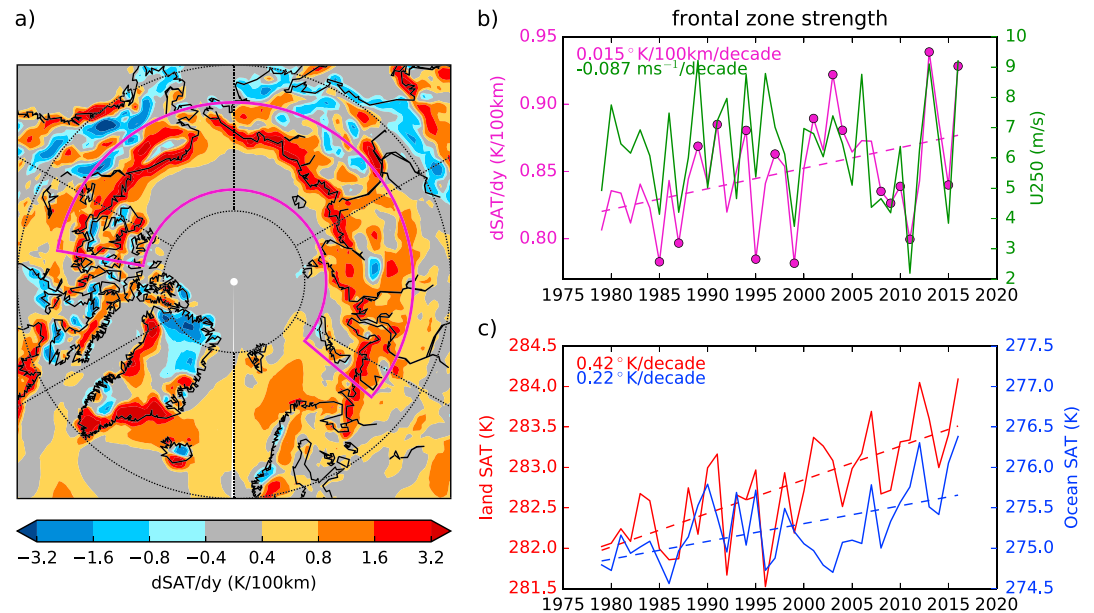 a)
−3.2 −1.6 −0.8 −0.4 0.4 0.8 1.6 3.2
dSAT/dy (K/100km)
b)
frontal zone strength
0.015°K/100km/decade
-0.087 ms⁻¹/decade
0.95
0.90
0.85
0.80
dSAT/dy (K/100km)
10
9
8
7
6
5
4
3
2
U250 (m/s)
1975 1980 1985 1990 1995 2000 2005 2010 2015 2020
c)
0.42°K/decade
0.22°K/decade
284.5
284.0
283.5
283.0
282.5
282.0
281.5
land SAT (K)
277.5
277.0
276.5
276.0
275.5
275.0
274.5
Ocean SAT (K)
1975 1980 1985 1990 1995 2000 2005 2010 2015 2020